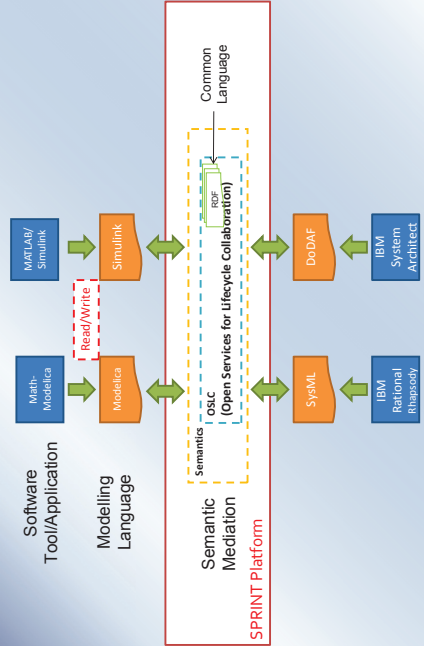 Software
Tool/Application
Math-
Modelica
MATLAB/
Simulink
Read/Write
Modelling
Language
Modelica
Simulink
Semantic
Mediation
Semantics
OSLC
(Open Services for Lifecycle Collaboration)
RDF
Common
Language
SPRINT Platform
SysML
DoDAF
IBM
Rational
Rhapsody
IBM
System
Architect